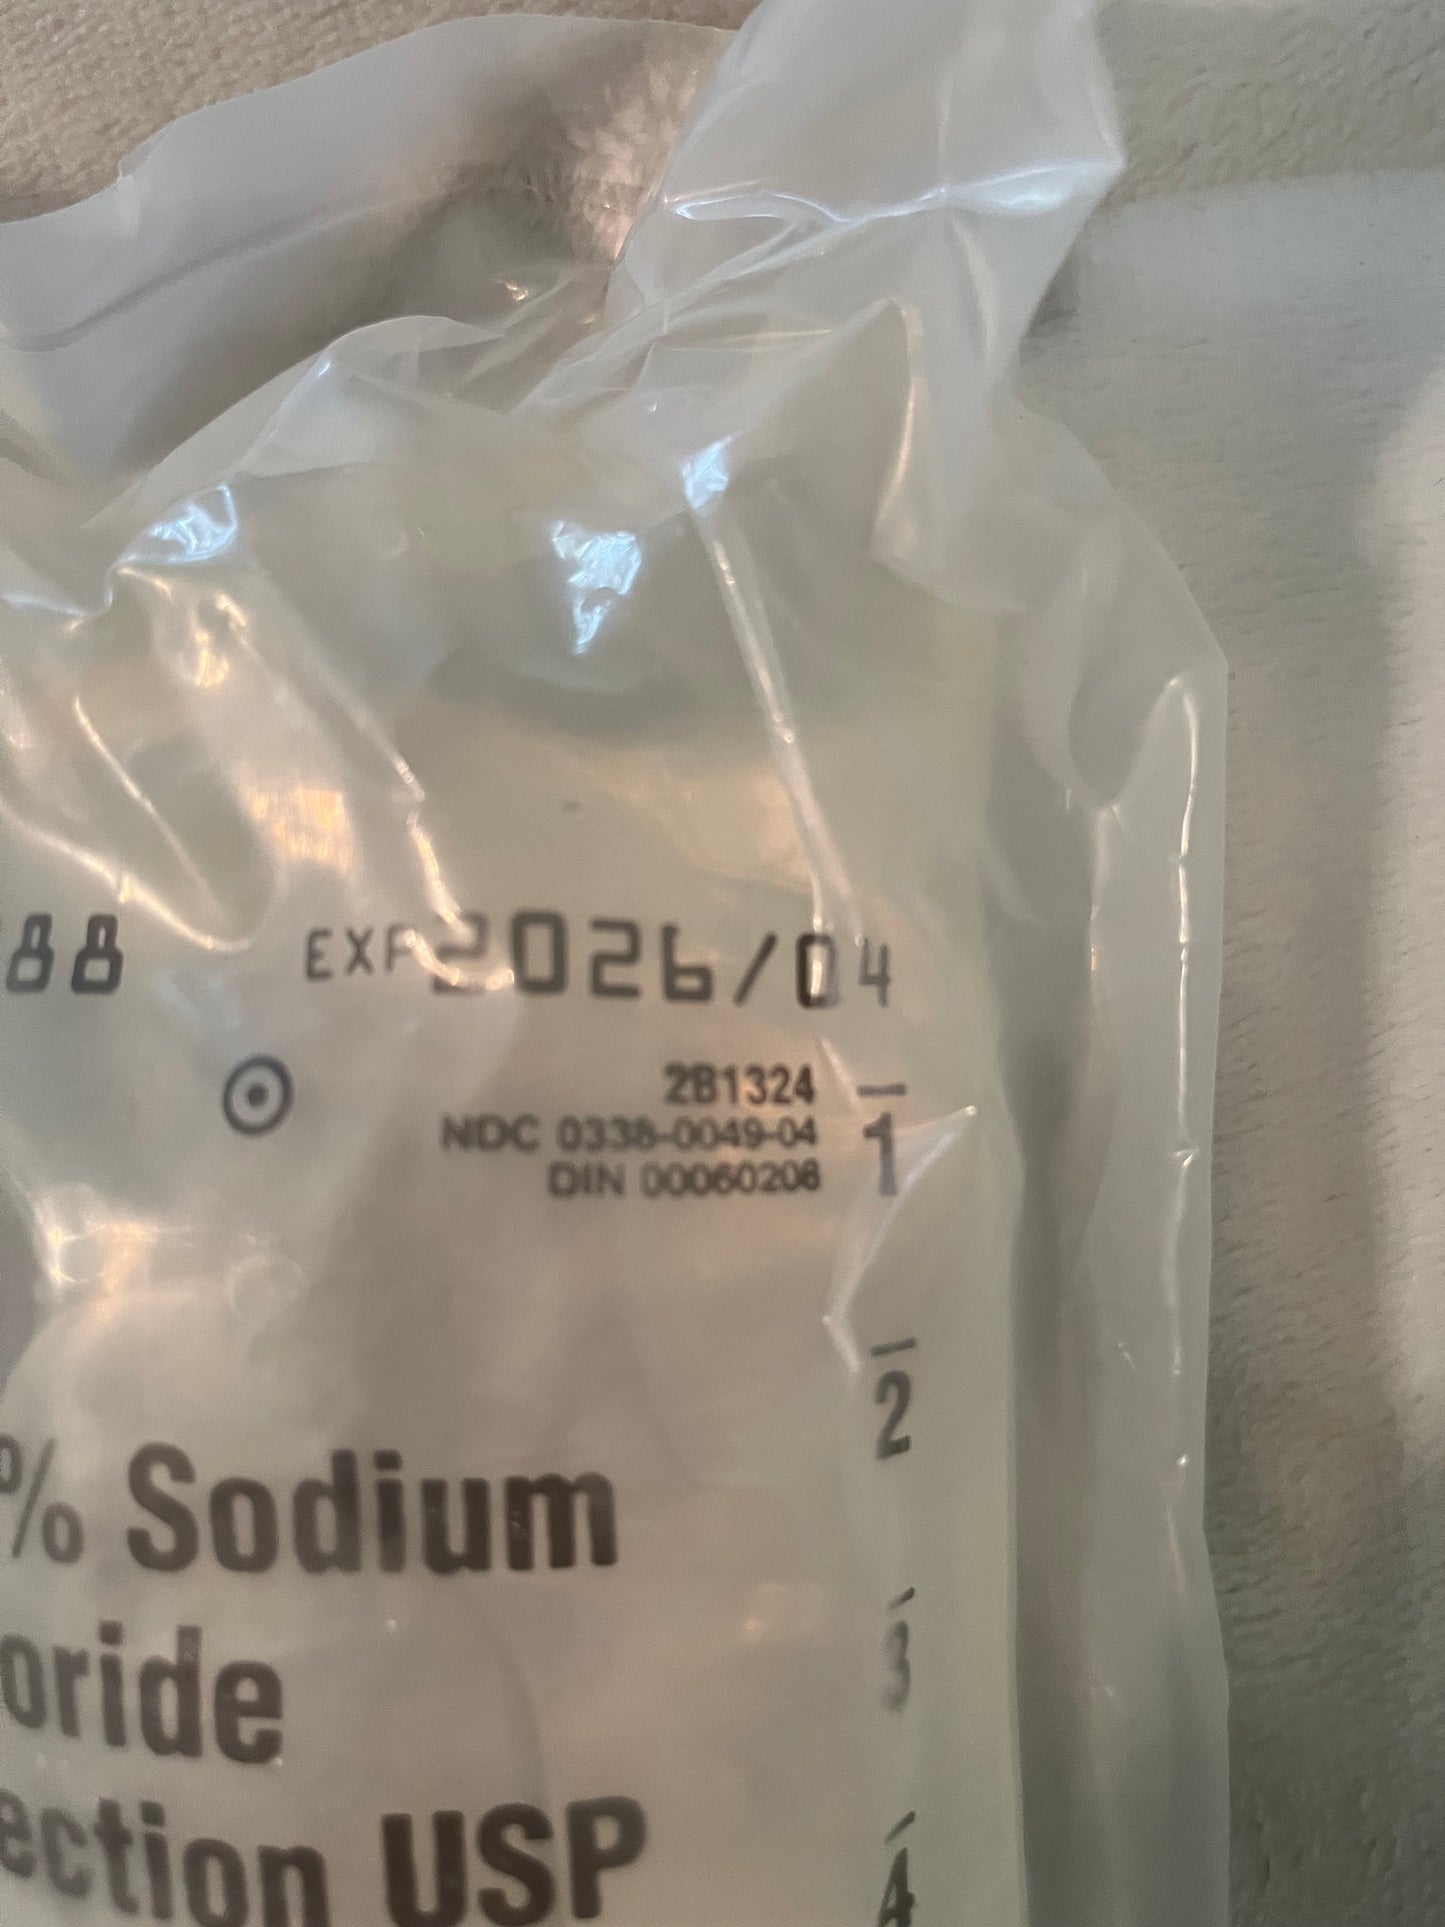 88 EXP 2026/04
2B1324
NDC 0338-0049-04
DIN 00060208
1
2
% Sodium
3
oride
ection USP
4